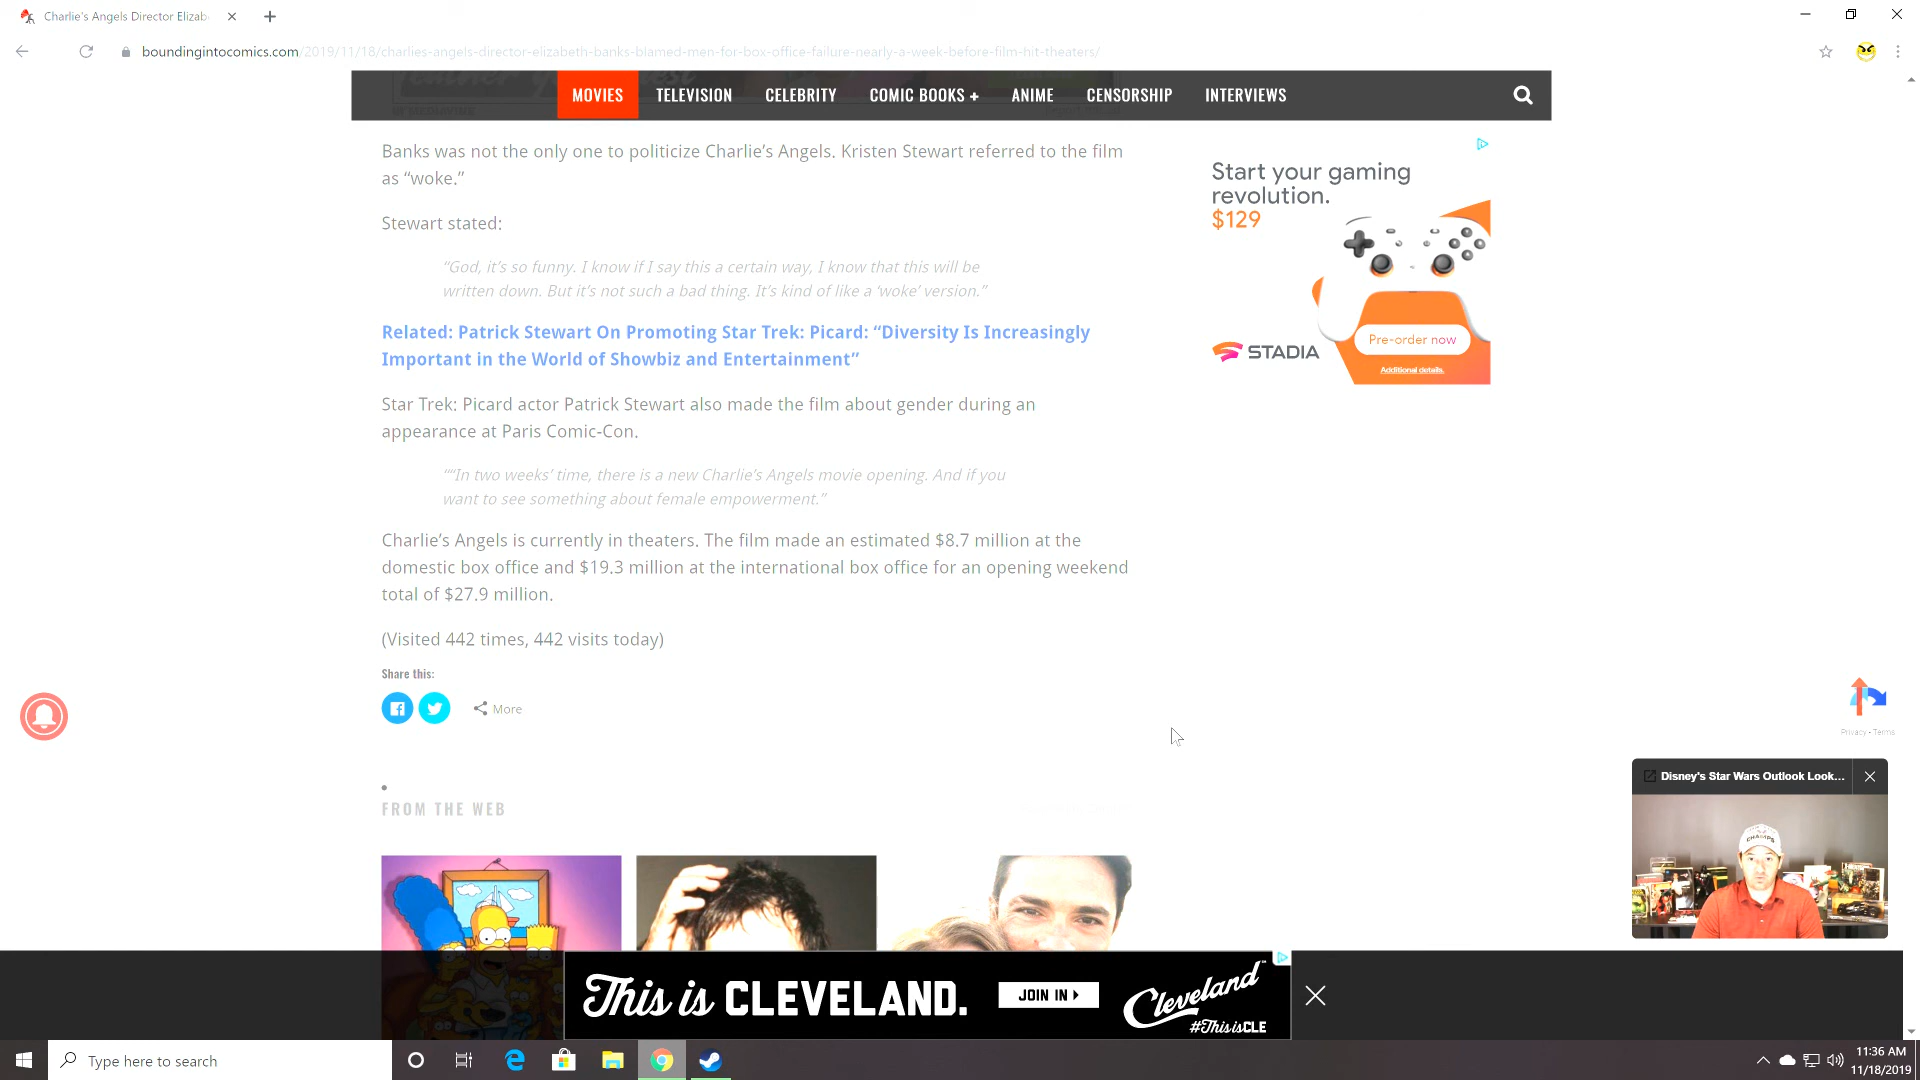 Charlie's Angels Director Elizab
boundingintocomics.com/2019/11/18/charlies-angels-director-elizabeth-banks-blamed-men-for-box-office-failure-nearly-a-week-before-film-hit-theaters/
MOVIES TELEVISION CELEBRITY COMIC BOOKS + ANIME CENSORSHIP INTERVIEWS
Banks was not the only one to politicize Charlie’s Angels. Kristen Stewart referred to the film
as “woke.”
Stewart stated:
“God, it’s so funny. I know if I say this a certain way, I know that this will be
written down. But it’s not such a bad thing. It’s kind of like a ‘woke’ version.”
Related: Patrick Stewart On Promoting Star Trek: Picard: “Diversity Is Increasingly
Important in the World of Showbiz and Entertainment”
Star Trek: Picard actor Patrick Stewart also made the film about gender during an
appearance at Paris Comic-Con.
““In two weeks’ time, there is a new Charlie’s Angels movie opening. And if you
want to see something about female empowerment.”
Charlie’s Angels is currently in theaters. The film made an estimated $8.7 million at the
domestic box office and $19.3 million at the international box office for an opening weekend
total of $27.9 million.
(Visited 442 times, 442 visits today)
Share this:
More
FROM THE WEB
Start your gaming
revolution.
$129
STADIA
Pre-order now
Additional details.
Privacy - Terms
Disney's Star Wars Outlook Look...
CHAMPS
This is CLEVELAND.
JOIN IN
Cleveland
#ThisisCLE
Type here to search
11:36 AM
11/18/2019